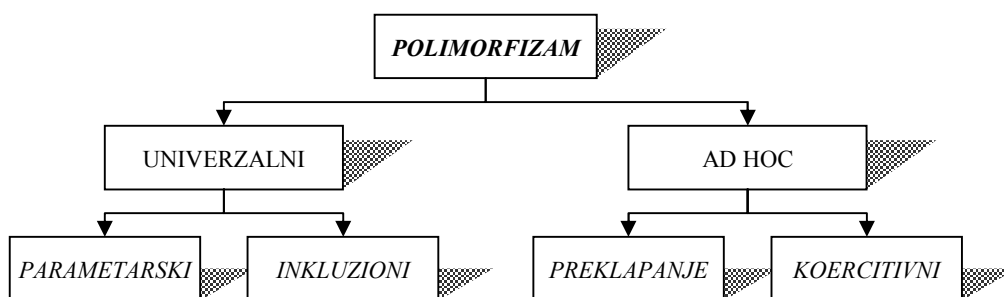 POLIMORFIZAM
UNIVERZALNI
AD HOC
PARAMETARSKI
INKLUZIONI
PREKLAPANJE
KOERCITIVNI